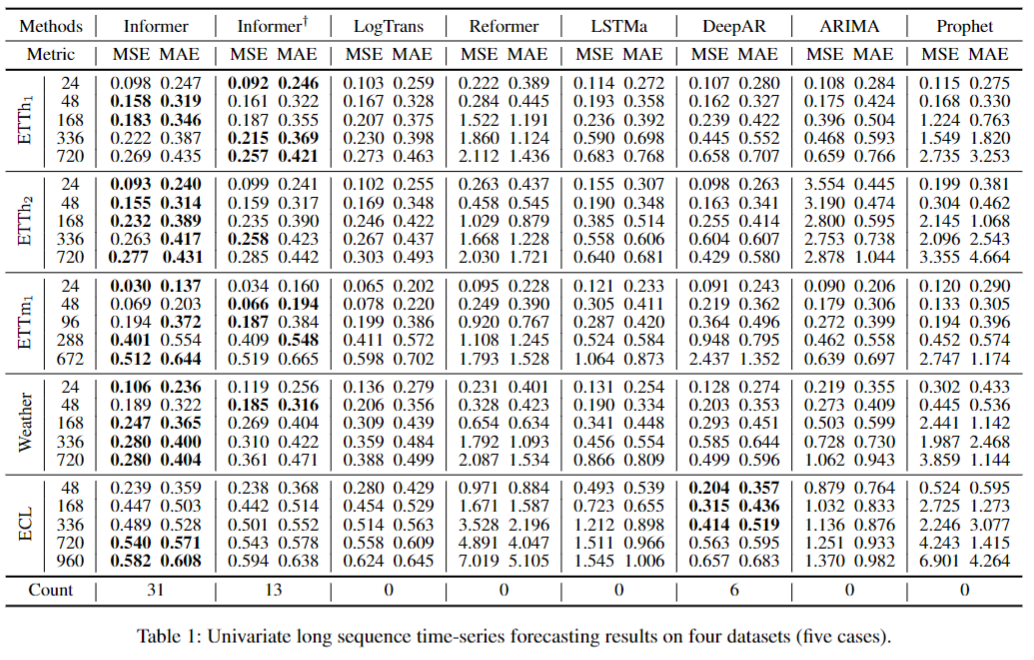 Methods Informer Informer† LogTrans Reformer LSTMa DeepAR ARIMA Prophet
Metric MSE MAE MSE MAE MSE MAE MSE MAE MSE MAE MSE MAE MSE MAE MSE MAE
ETTh1
24 0.098 0.247 0.092 0.246 0.103 0.259 0.222 0.389 0.114 0.272 0.107 0.280 0.108 0.284 0.115 0.275
48 0.158 0.319 0.161 0.322 0.167 0.328 0.284 0.445 0.193 0.358 0.162 0.327 0.175 0.424 0.168 0.330
168 0.183 0.346 0.187 0.355 0.207 0.375 1.522 1.191 0.236 0.392 0.239 0.422 0.396 0.504 1.224 0.763
336 0.222 0.387 0.215 0.369 0.230 0.398 1.860 1.124 0.590 0.698 0.445 0.552 0.468 0.593 1.549 1.820
720 0.269 0.435 0.257 0.421 0.273 0.463 2.112 1.436 0.683 0.768 0.658 0.707 0.659 0.766 2.735 3.253
ETTh2
24 0.093 0.240 0.099 0.241 0.102 0.255 0.263 0.437 0.155 0.307 0.098 0.263 3.554 0.445 0.199 0.381
48 0.155 0.314 0.159 0.317 0.169 0.348 0.458 0.545 0.190 0.348 0.163 0.341 3.190 0.474 0.304 0.462
168 0.232 0.389 0.235 0.390 0.246 0.422 1.029 0.879 0.385 0.514 0.255 0.414 2.800 0.595 2.145 1.068
336 0.263 0.417 0.258 0.423 0.267 0.437 1.668 1.228 0.558 0.606 0.604 0.607 2.753 0.738 2.096 2.543
720 0.277 0.431 0.285 0.442 0.303 0.493 2.030 1.721 0.640 0.681 0.429 0.580 2.878 1.044 3.355 4.664
ETTm1
24 0.030 0.137 0.034 0.160 0.065 0.202 0.095 0.228 0.121 0.233 0.091 0.243 0.090 0.206 0.120 0.290
48 0.069 0.203 0.066 0.194 0.078 0.220 0.249 0.390 0.305 0.411 0.219 0.362 0.179 0.306 0.133 0.305
96 0.194 0.372 0.187 0.384 0.199 0.386 0.920 0.767 0.287 0.420 0.364 0.496 0.272 0.399 0.194 0.396
288 0.401 0.554 0.409 0.548 0.411 0.572 1.108 1.245 0.524 0.584 0.948 0.795 0.462 0.558 0.452 0.574
672 0.512 0.644 0.519 0.665 0.598 0.702 1.793 1.528 1.064 0.873 2.437 1.352 0.639 0.697 2.747 1.174
Weather
24 0.106 0.236 0.119 0.256 0.136 0.279 0.231 0.401 0.131 0.254 0.128 0.274 0.219 0.355 0.302 0.433
48 0.189 0.322 0.185 0.316 0.206 0.356 0.328 0.423 0.190 0.334 0.203 0.353 0.273 0.409 0.445 0.536
168 0.247 0.365 0.269 0.404 0.309 0.439 0.654 0.634 0.341 0.448 0.293 0.451 0.503 0.599 2.441 1.142
336 0.280 0.400 0.310 0.422 0.359 0.484 1.792 1.093 0.456 0.554 0.585 0.644 0.728 0.730 1.987 2.468
720 0.280 0.404 0.361 0.471 0.388 0.499 2.087 1.534 0.866 0.809 0.499 0.596 1.062 0.943 3.859 1.144
ECL
48 0.239 0.359 0.238 0.368 0.280 0.429 0.971 0.884 0.493 0.539 0.204 0.357 0.879 0.764 0.524 0.595
168 0.447 0.503 0.442 0.514 0.454 0.529 1.671 1.587 0.723 0.655 0.315 0.436 1.032 0.833 2.725 1.273
336 0.489 0.528 0.501 0.552 0.514 0.563 3.528 2.196 1.212 0.898 0.414 0.519 1.136 0.876 2.246 3.077
720 0.540 0.571 0.543 0.578 0.558 0.609 4.891 4.047 1.511 0.966 0.563 0.595 1.251 0.933 4.243 1.415
960 0.582 0.608 0.594 0.638 0.624 0.645 7.019 5.105 1.545 1.006 0.657 0.683 1.370 0.982 6.901 4.264
Count 31 13 0 0 0 6 0 0
Table 1: Univariate long sequence time-series forecasting results on four datasets (five cases).